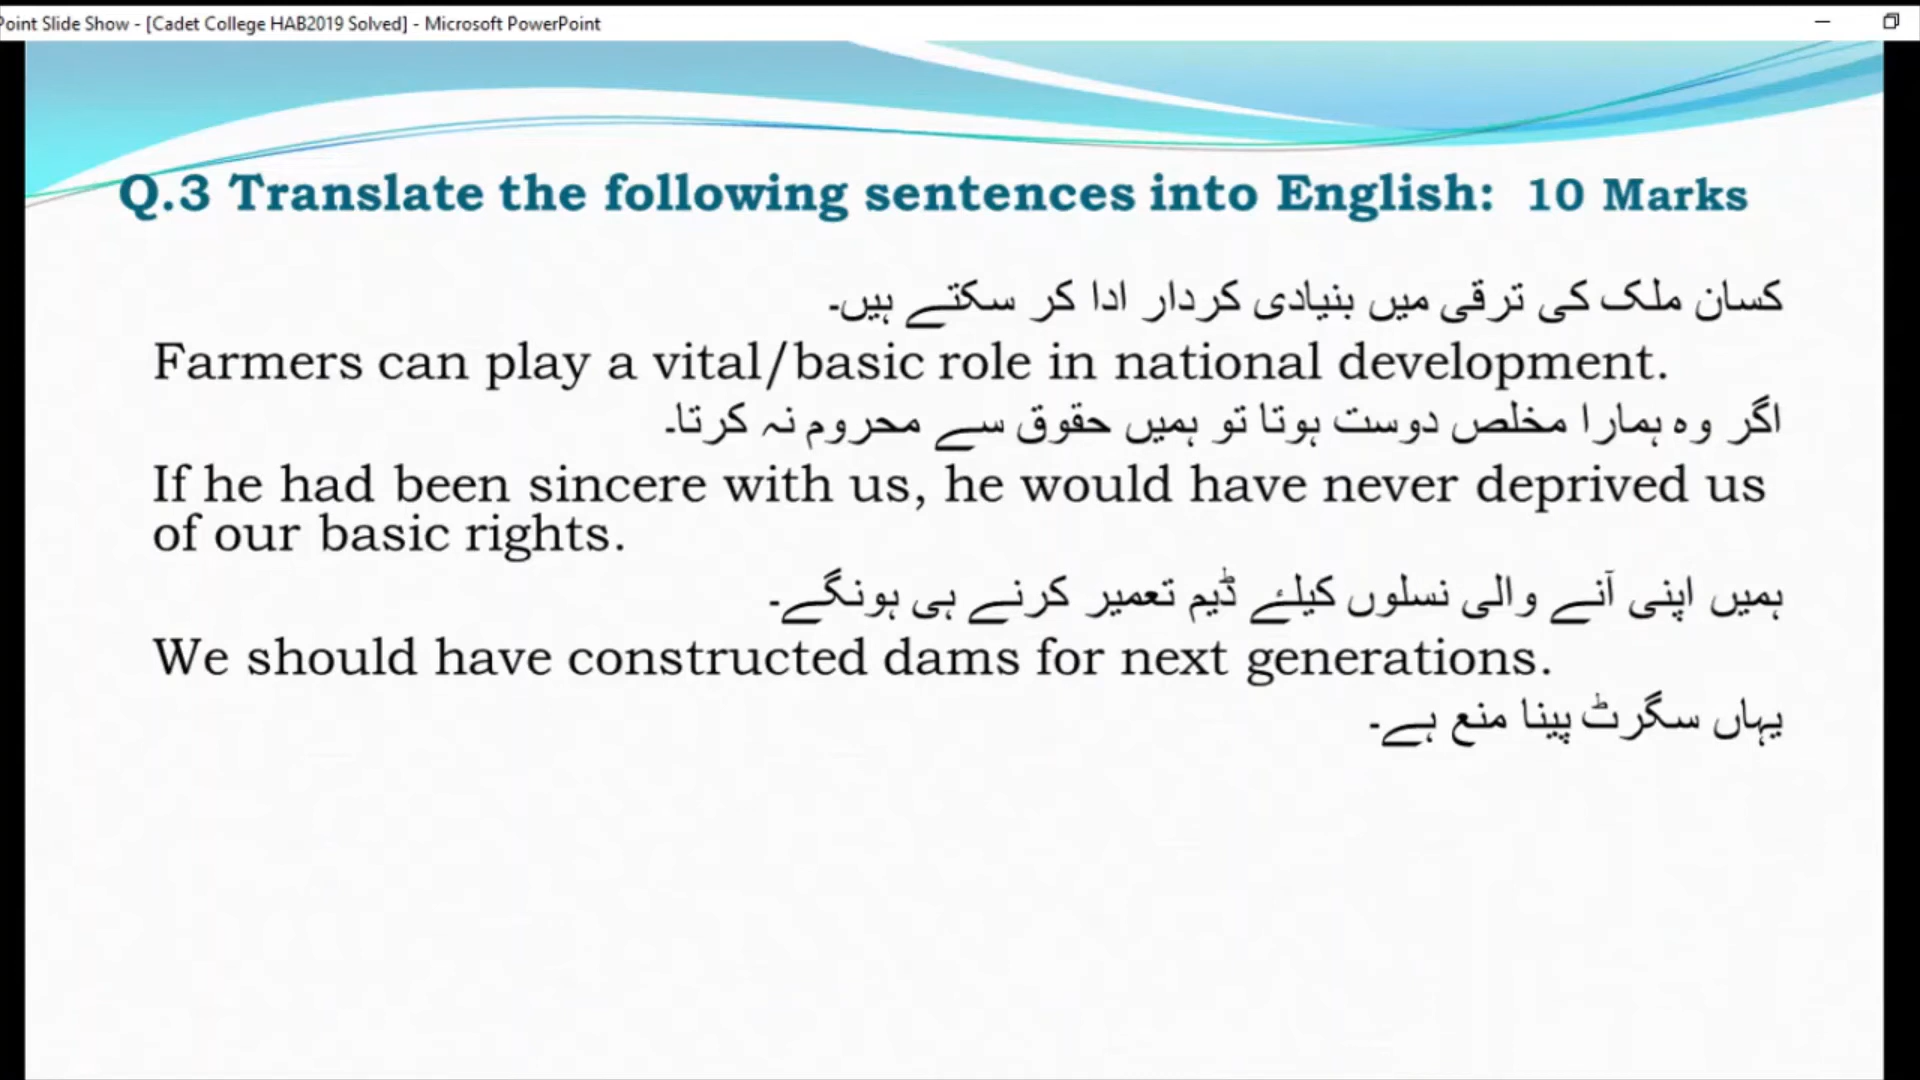 Point Slide Show - [Cadet College HAB2019 Solved] - Microsoft PowerPoint
Q.3 Translate the following sentences into English: 10 Marks
کسان ملک کی ترقی میں بنیادی کردار ادا کر سکتے ہیں۔
Farmers can play a vital/basic role in national development.
اگر وہ ہمارا مخلص دوست ہوتا تو ہمیں حقوق سے محروم نہ کرتا۔
If he had been sincere with us, he would have never deprived us
of our basic rights.
ہمیں اپنی آنے والی نسلوں کیلئے ڈیم تعمیر کرنے ہی ہونگے۔
We should have constructed dams for next generations.
یہاں سگرٹ پینا منع ہے۔